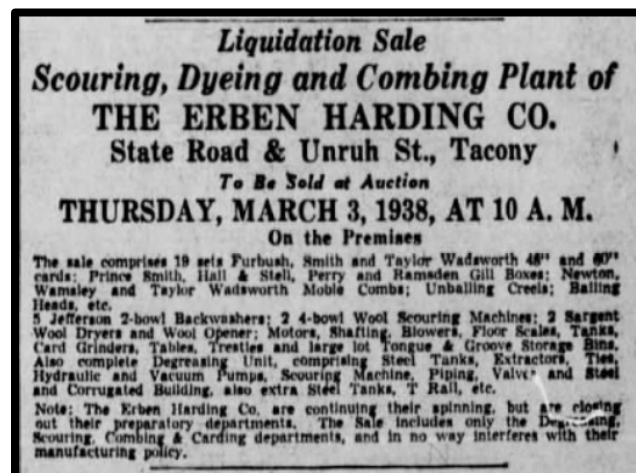 Liquidation Sale
Scouring, Dyeing and Combing Plant of
THE ERBEN HARDING CO.
State Road & Unruh St., Tacony
To Be Sold at Auction
THURSDAY, MARCH 3, 1938, AT 10 A. M.
On the Premises
The sale comprises 19 sets Furbush, Smith and Taylor Wadsworth 48" and 60"
cards; Prince Smith, Hall & Stell, Perry and Ramsden Gill Boxes; Newton,
Wamsley and Taylor Wadsworth Moble Combs; Unballing Creels; Balling
Heads, etc.
5 Jefferson 2-bowl Backwashers; 2 4-bowl Wool Scouring Machines; 2 Sargent
Wool Dryers and Wool Opener; Motors, Shafting, Blowers, Floor Scales, Tanks,
Card Grinders, Tables, Trestles and large lot Tongue & Groove Storage Bins.
Also complete Degreasing Unit, comprising Steel Tanks, Extractors, Ties,
Hydraulic and Vacuum Pumps, Scouring Machine, Piping, Valves and Steel
and Corrugated Building, also extra Steel Tanks, T Rail, etc.
Note: The Erben Harding Co. are continuing their spinning, but are closing
out their preparatory departments. The Sale includes only the Degreasing,
Scouring, Combing & Carding departments, and in no way interferes with their
manufacturing policy.